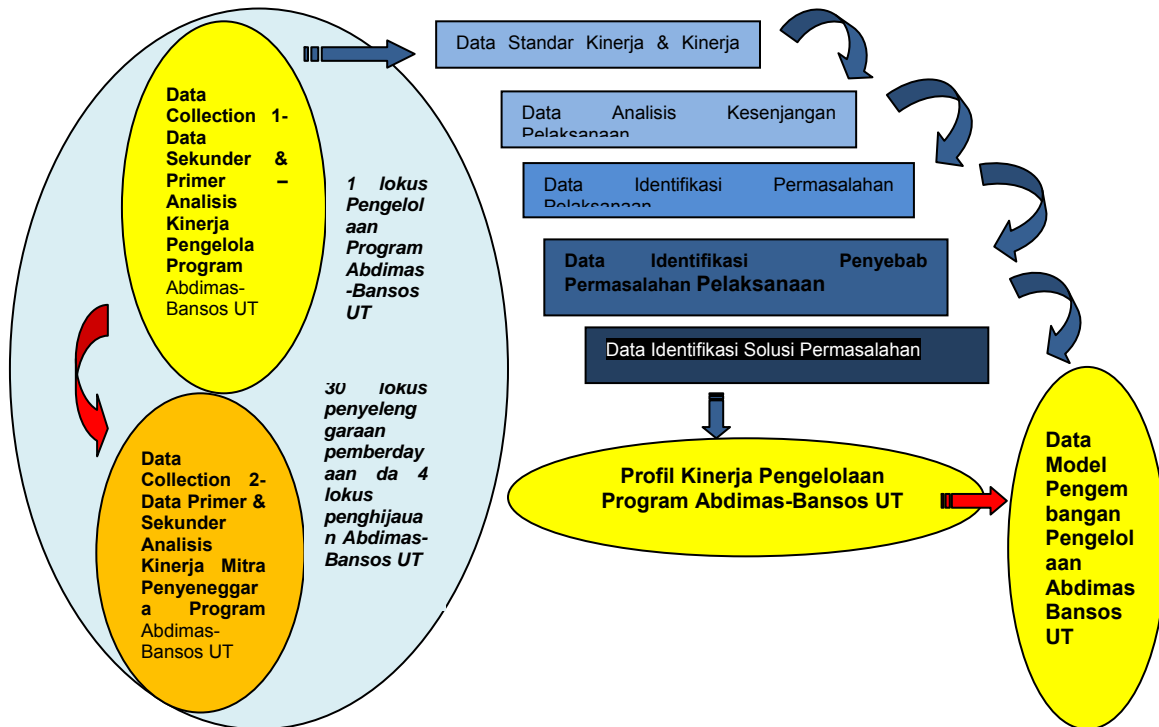 Data
Collection 1-
Data
Sekunder &
Primer –
Analisis
Kinerja
Pengelola
Program
Abdimas-
Bansos UT
1 lokus
Pengelol
aan
Program
Abdimas
-Bansos
UT
Data
Collection 2-
Data Primer &
Sekunder
Analisis
Kinerja Mitra
Penyeneggar
a Program
Abdimas-
Bansos UT
30 lokus
penyeleng
garaan
pemberday
aan da 4
lokus
penghijaua
n Abdimas-
Bansos UT
Data Standar Kinerja & Kinerja
Data Analisis Kesenjangan
Pelaksanaan
Data Identifikasi Permasalahan
Pelaksanaan
Data Identifikasi Penyebab
Permasalahan Pelaksanaan
Data Identifikasi Solusi Permasalahan
Profil Kinerja Pengelolaan
Program Abdimas-Bansos UT
Data
Model
Pengem
bangan
Pengelol
aan
Abdimas
Bansos
UT